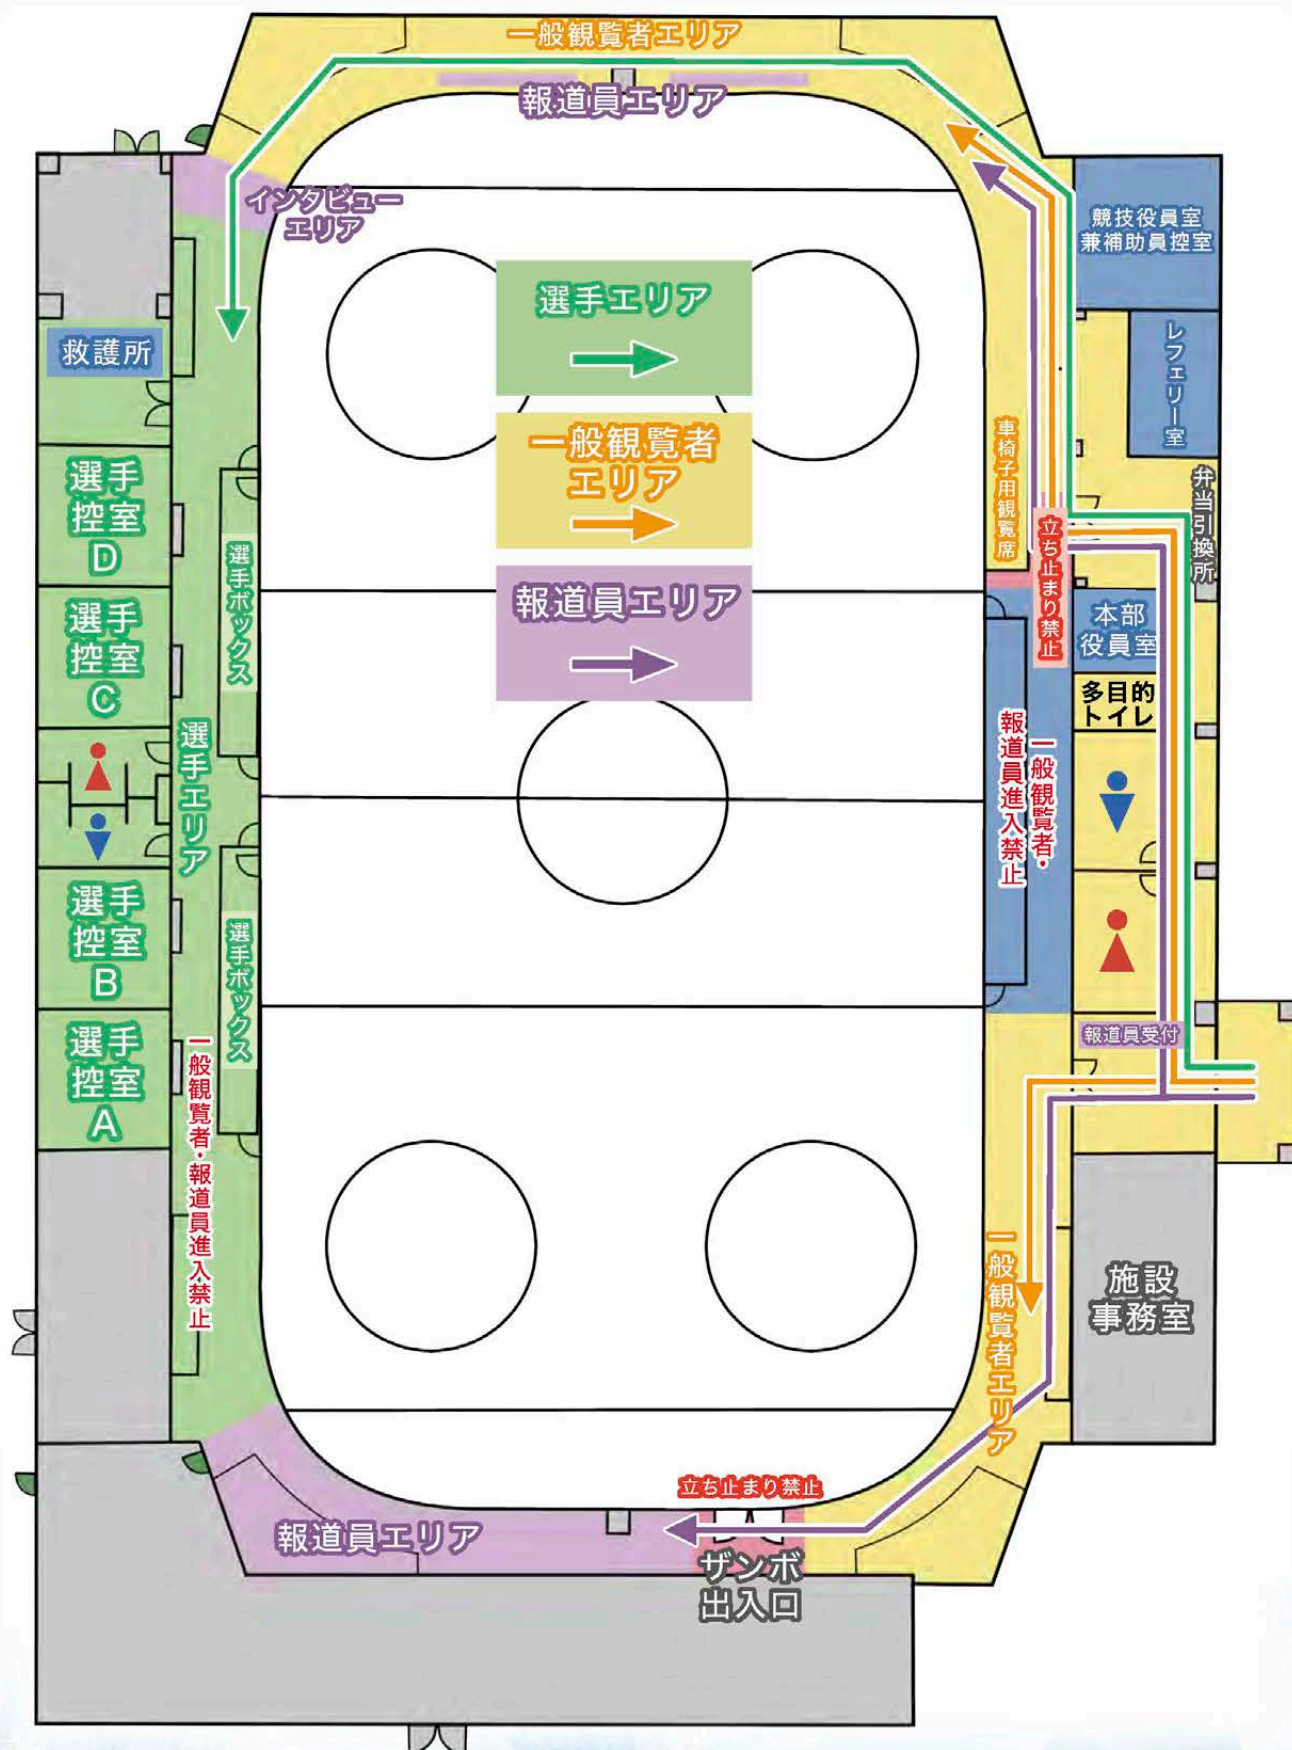 一般観覧者エリア
報道員エリア
インタビュー
エリア
競技役員室
兼補助員控室
選手エリア
救護所
レフェリー室
一般観覧者
エリア
車椅子用観覧席
選手
控室
D
弁当引換所
立ち止まり禁止
選手ボックス
報道員エリア
選手
控室
C
本部
役員室
多目的
トイレ
選手エリア
一般観覧者・
報道員進入禁止
選手
控室
B
選手ボックス
選手
控室
A
報道員受付
一般観覧者・報道員進入禁止
一般観覧者エリア
施設
事務室
立ち止まり禁止
報道員エリア
ザンボ
出入口